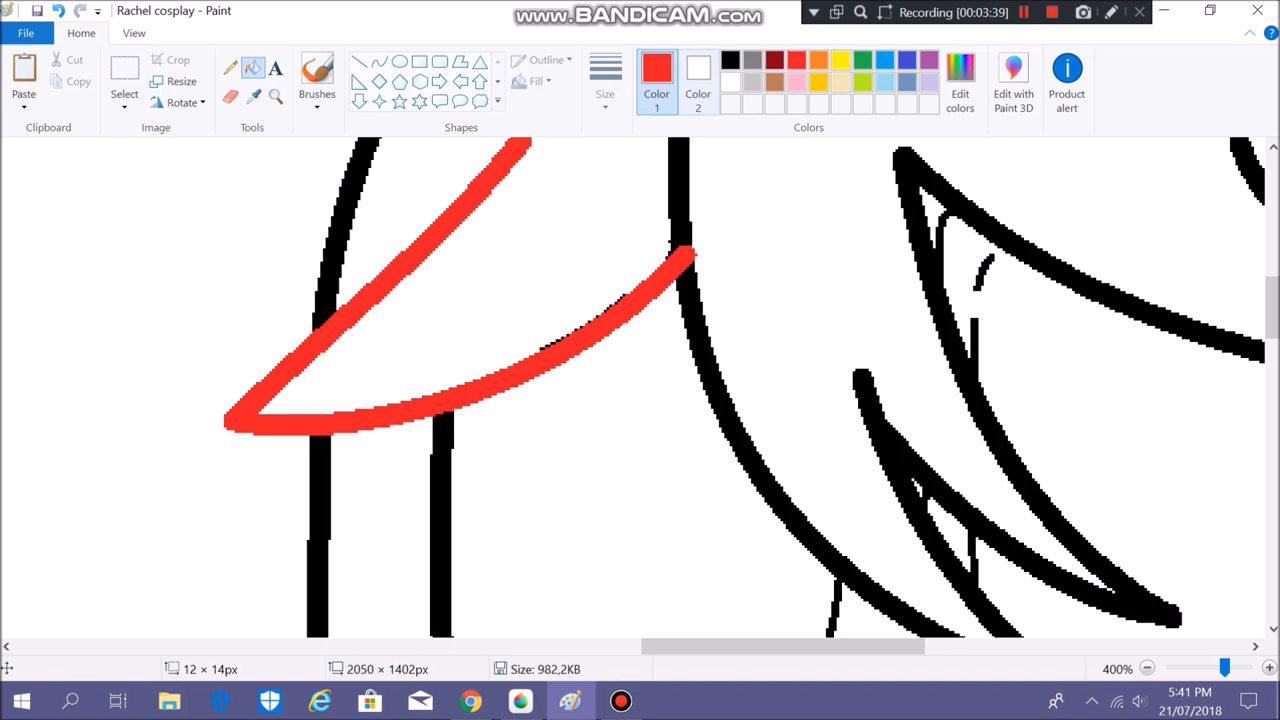 Rachel cosplay - Paint
www.BANDICAM.com
Recording [00:03:39]
File
Home
View
Paste
Cut
Copy
Clipboard
Select
Crop
Resize
Rotate
Image
A
Tools
Brushes
Outline
Fill
Shapes
Size
Color
1
Color
2
Colors
Edit
colors
Edit with
Paint 3D
Product
alert
12 × 14px
2050 × 1402px
Size: 982.2KB
400%
5:41 PM
21/07/2018